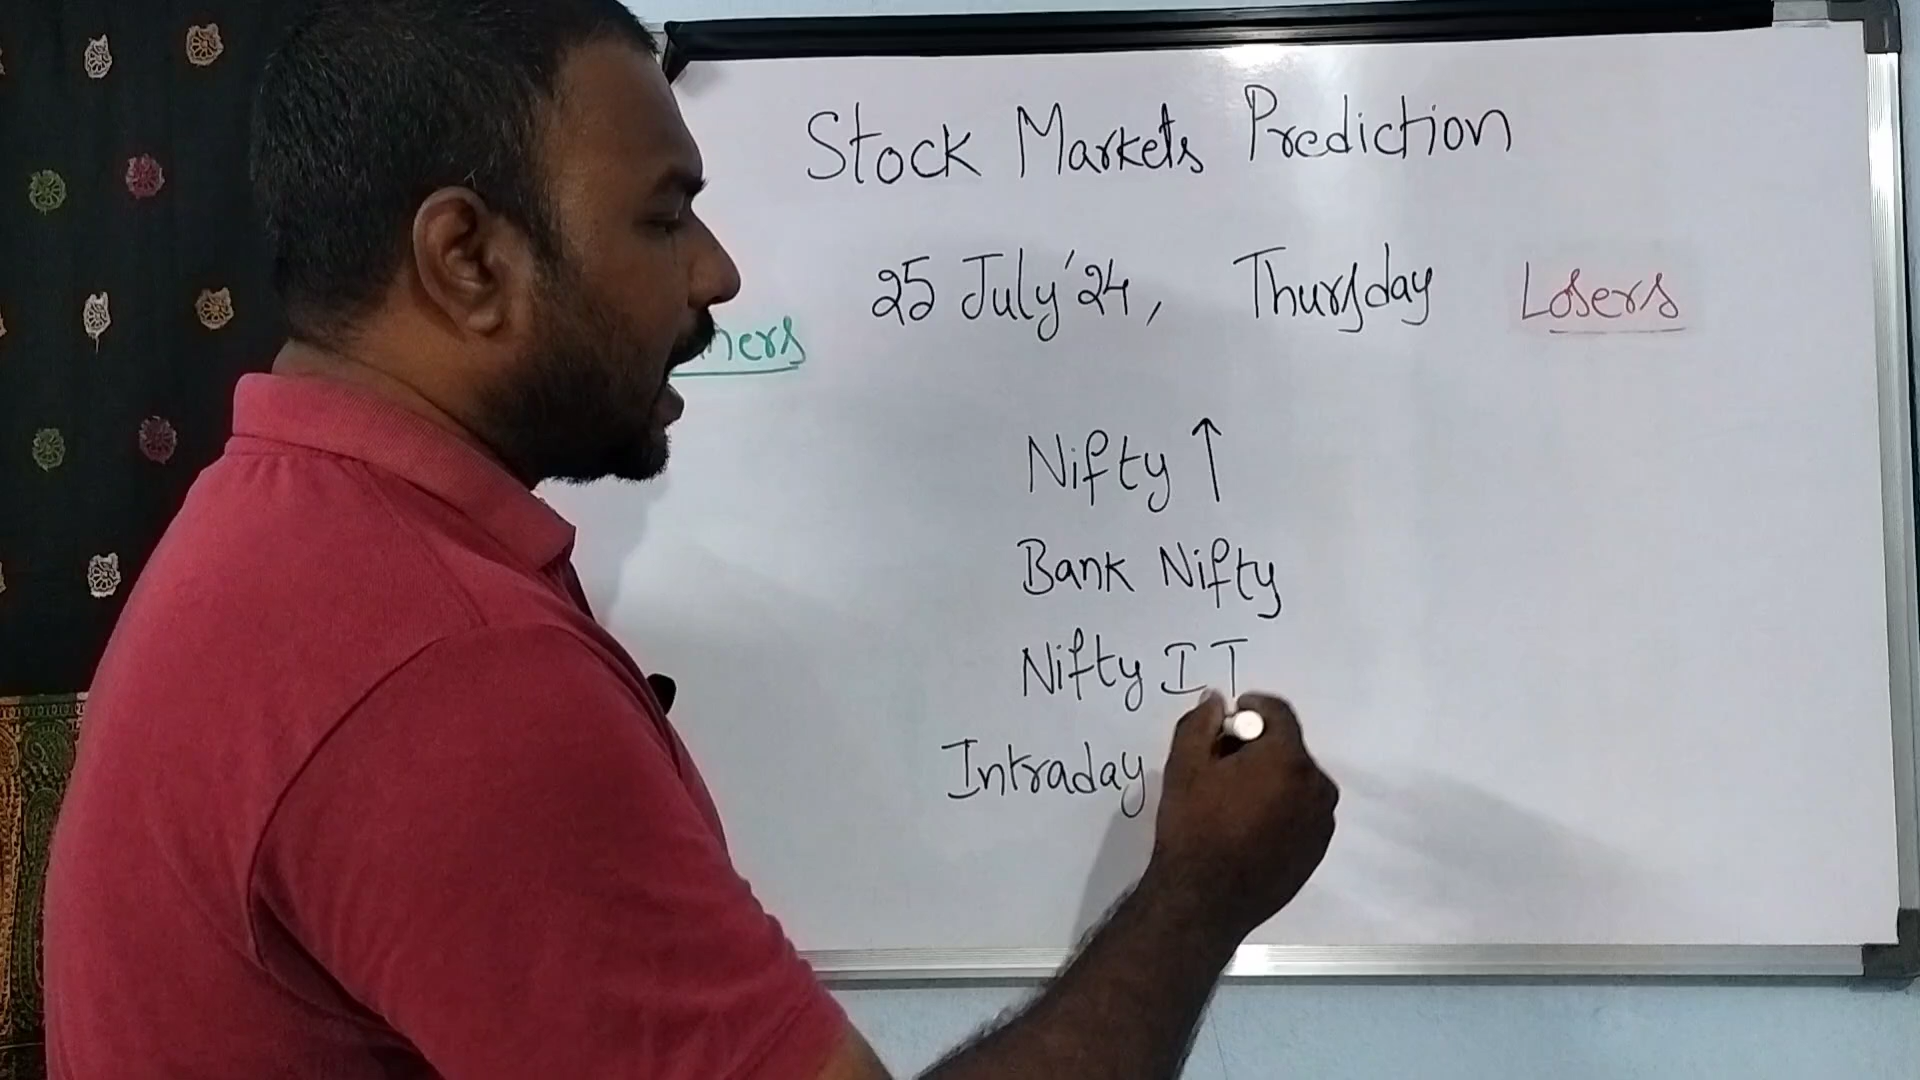 Stock Markets Prediction
25 July'24, Thursday
Losers
Nifty ↑
Bank Nifty
Nifty IT
Intraday